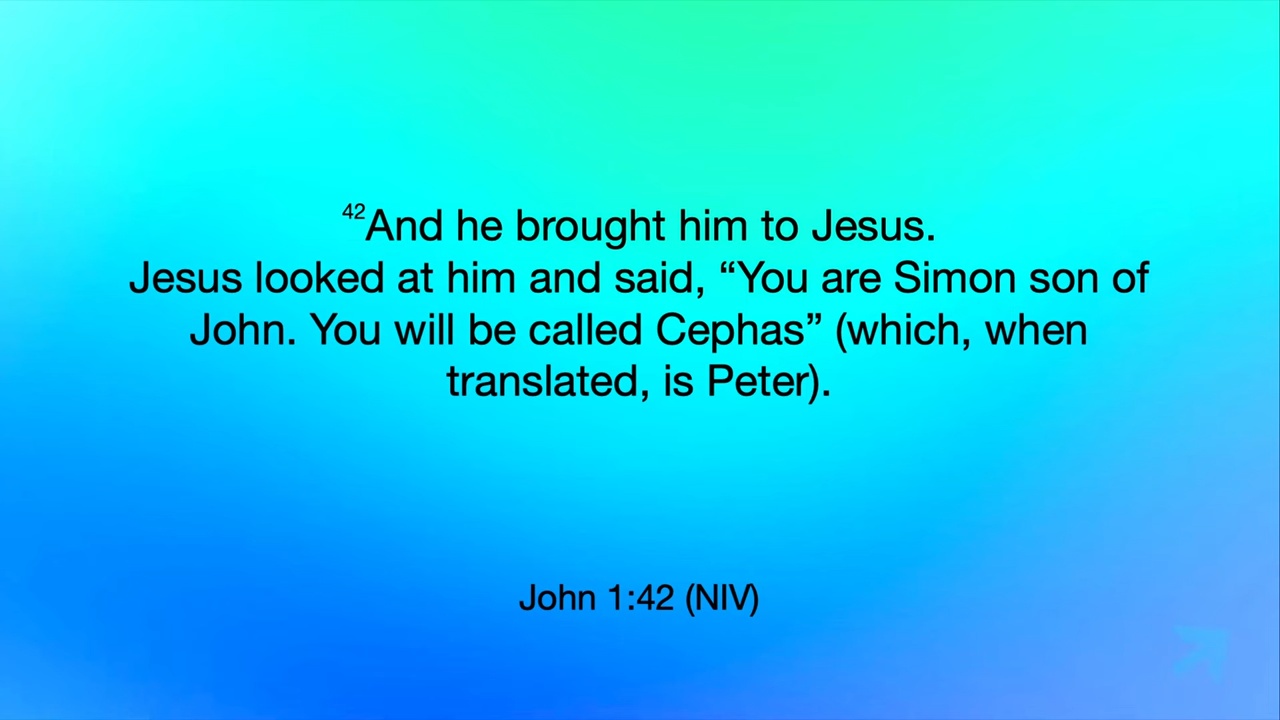 42And he brought him to Jesus.
Jesus looked at him and said, “You are Simon son of
John. You will be called Cephas” (which, when
translated, is Peter).
John 1:42 (NIV)